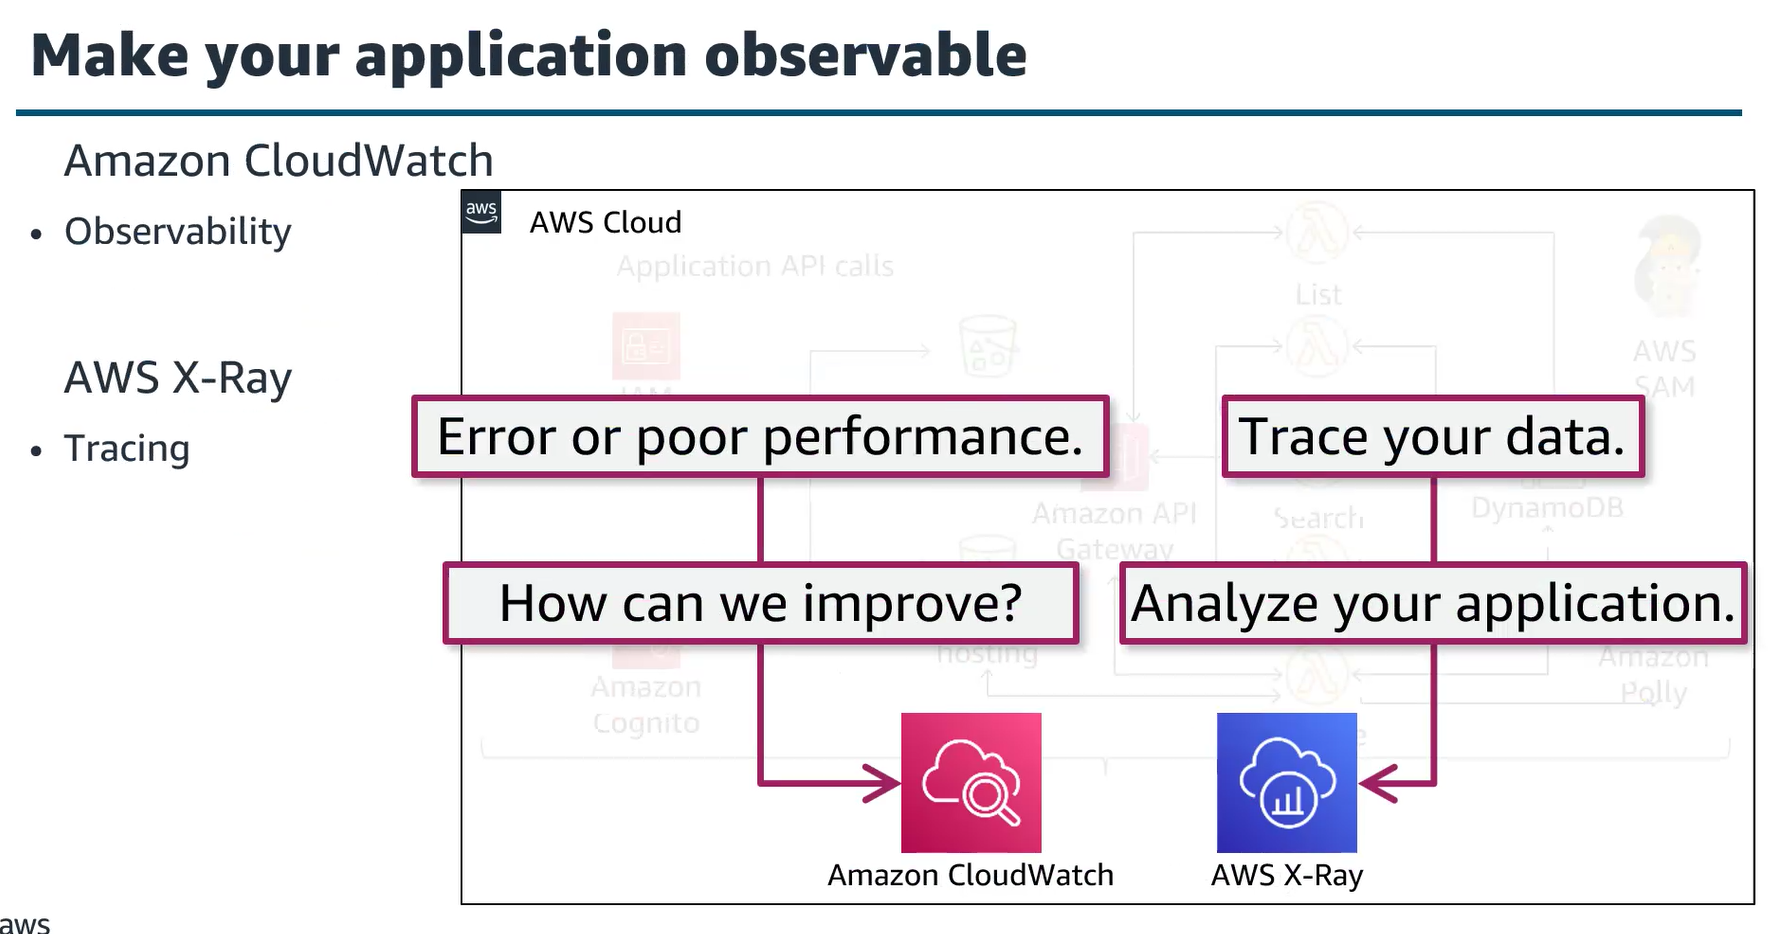 Make your application observable
Amazon CloudWatch
• Observability
AWS X-Ray
• Tracing
aws
AWS Cloud
Application API calls
List
AWS
SAM
Error or poor performance.
Trace your data.
Amazon API
Gateway
Search
DynamoDB
How can we improve?
Analyze your application.
hosting
Amazon
Cognito
Amazon
Polly
Amazon CloudWatch
AWS X-Ray
aws